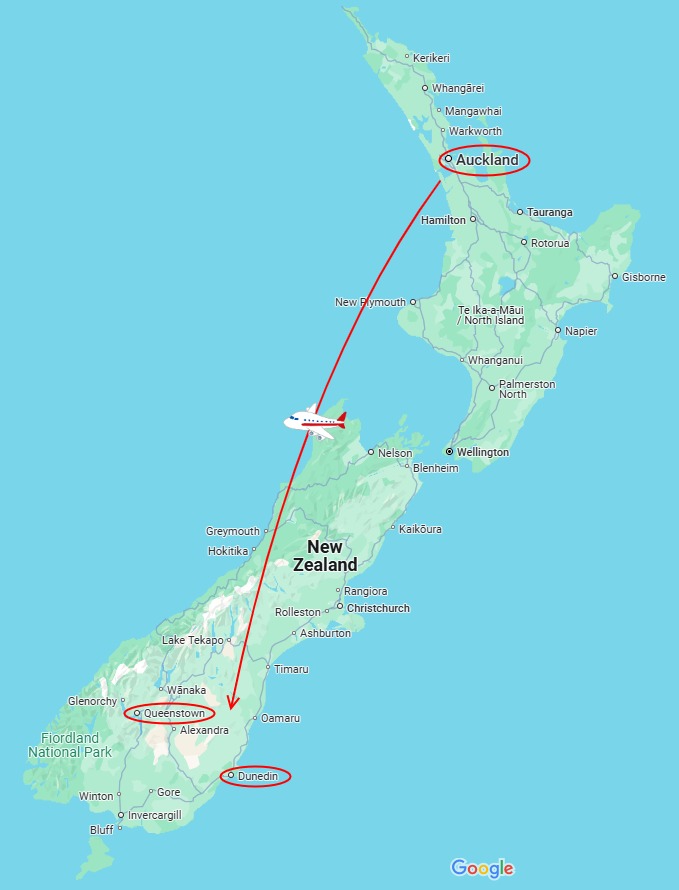 Kerikeri
Whangārei
Mangawhai
Warkworth
Auckland
Tauranga
Hamilton
Rotorua
Gisborne
New Plymouth
Te Ika-a-Māui
/ North Island
Napier
Whanganui
Palmerston
North
Nelson
Wellington
Blenheim
Greymouth
Kaikōura
Hokitika
New
Zealand
Rangiora
Rolleston
Christchurch
Ashburton
Lake Tekapo
Timaru
Wānaka
Glenorchy
Queenstown
Oamaru
Alexandra
Fiordland
National Park
Dunedin
Winton
Gore
Invercargill
Bluff
Google